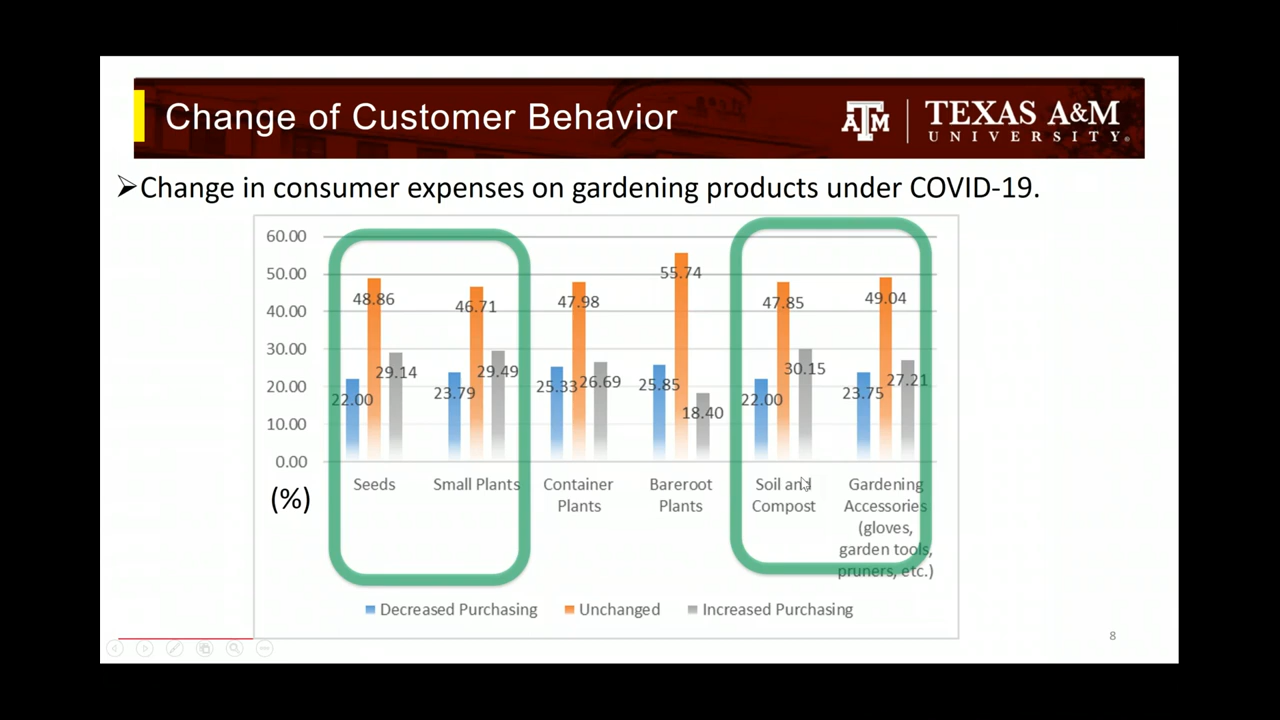 Change of Customer Behavior
ATM
TEXAS A&M
UNIVERSITY®
➢Change in consumer expenses on gardening products under COVID-19.
60.00
50.00
40.00
30.00
20.00
10.00
0.00
(%)
22.00
48.86
29.14
23.79
46.71
29.49
25.33
47.98
26.69
25.85
55.74
18.40
22.00
47.85
30.15
23.75
49.04
27.21
Seeds
Small Plants
Container
Plants
Bareroot
Plants
Soil and
Compost
Gardening
Accessories
(gloves,
garden tools,
pruners, etc.)
Decreased Purchasing
Unchanged
Increased Purchasing
8